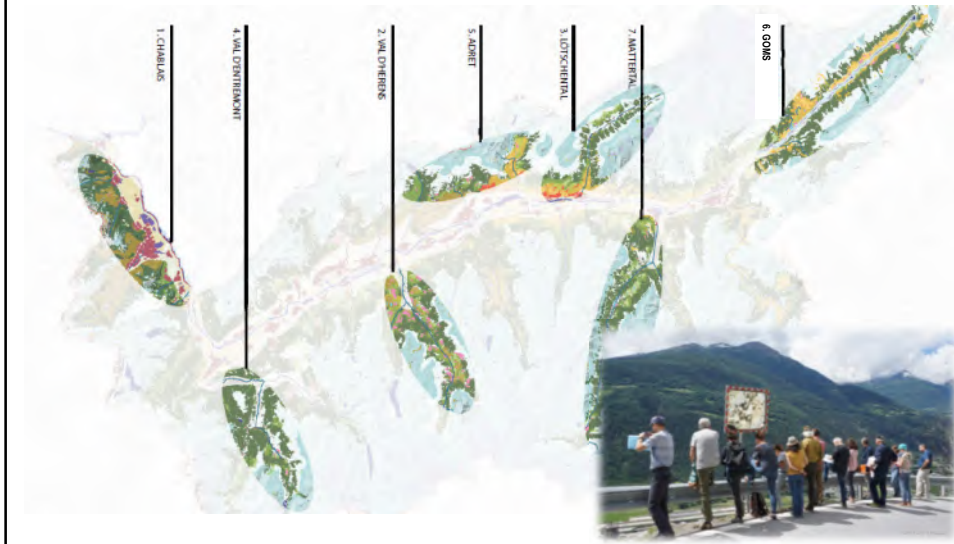 1. CHABLAIS
4. VAL D'ENTREMONT
2. VAL D'HERENS
5. ADRET
3. LÖTSCHENTAL
7. MATTERTAL
6. GOMS